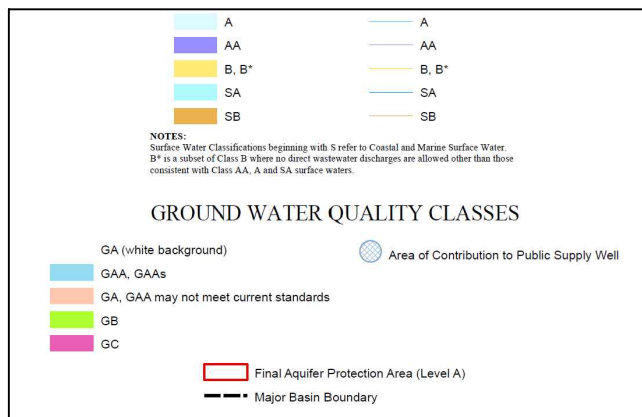 A A
AA AA
B, B* B, B*
SA SA
SB SB
NOTES:
Surface Water Classifications beginning with S refer to Coastal and Marine Surface Water.
B* is a subset of Class B where no direct wastewater discharges are allowed other than those
consistent with Class AA, A and SA surface waters.
GROUND WATER QUALITY CLASSES
GA (white background)
Area of Contribution to Public Supply Well
GAA, GAAs
GA, GAA may not meet current standards
GB
GC
Final Aquifer Protection Area (Level A)
Major Basin Boundary